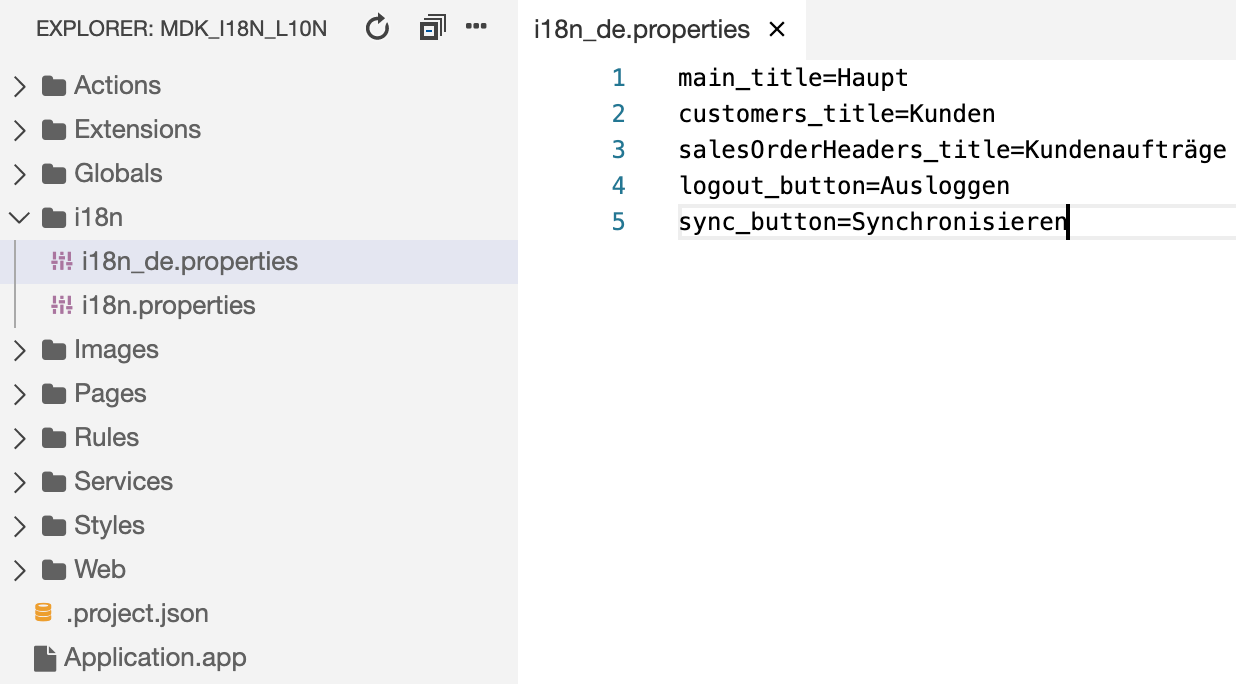 EXPLORER: MDK_I18N_L10N
Actions
Extensions
Globals
i18n
i18n_de.properties
i18n.properties
Images
Pages
Rules
Services
Styles
Web
.project.json
Application.app
i18n_de.properties
1 main_title=Haupt
2 customers_title=Kunden
3 salesOrderHeaders_title=Kundenaufträge
4 logout_button=Ausloggen
5 sync_button=Synchronisieren